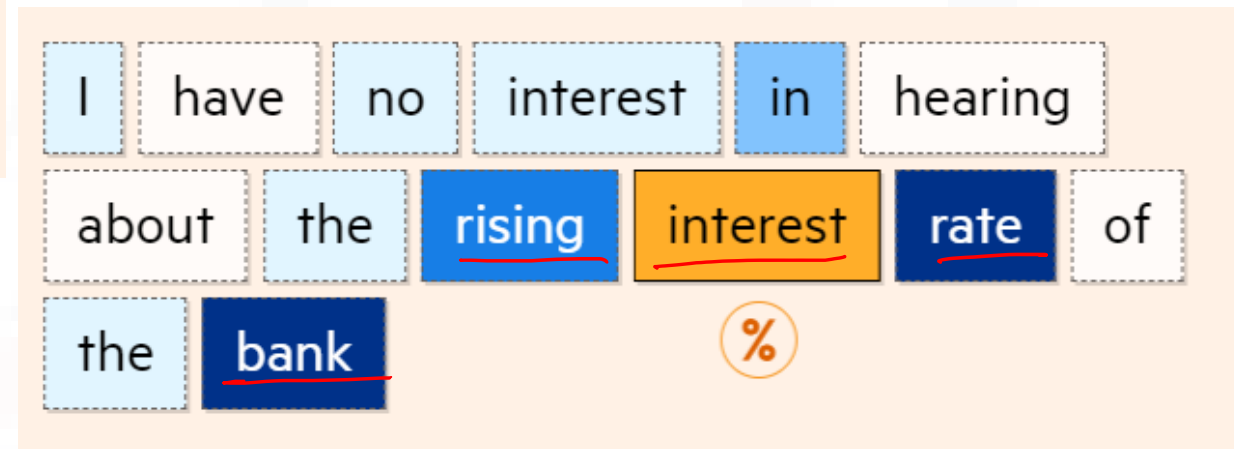 I have no interest in hearing
about the rising interest rate of
the bank
%